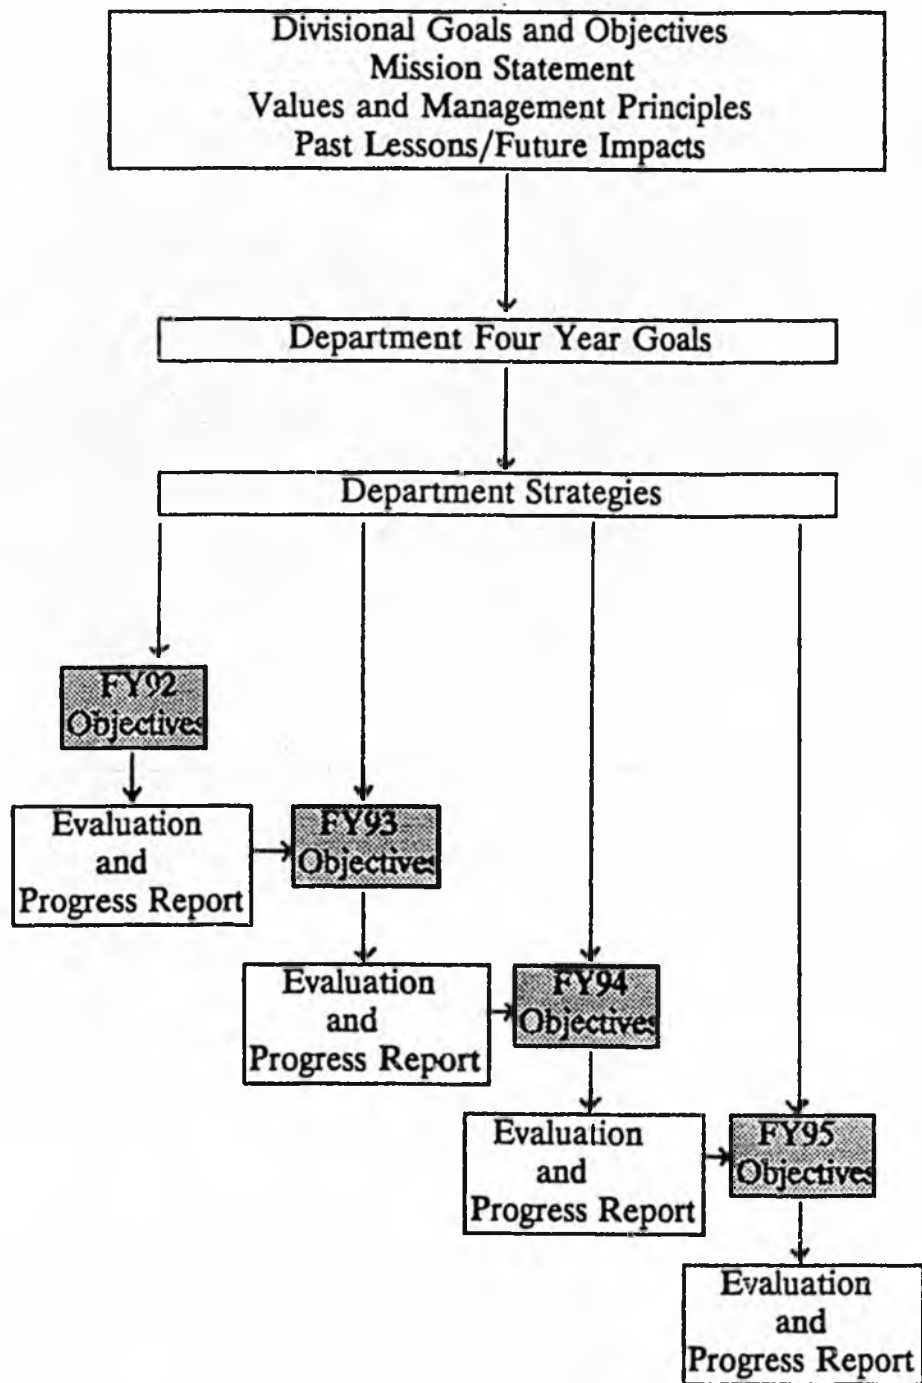 Divisional Goals and Objectives
Mission Statement
Values and Management Principles
Past Lessons/Future Impacts
Department Four Year Goals
Department Strategies
FY92
Objectives
Evaluation
and
Progress Report
FY93
Objectives
Evaluation
and
Progress Report
FY94
Objectives
Evaluation
and
Progress Report
FY95
Objectives
Evaluation
and
Progress Report